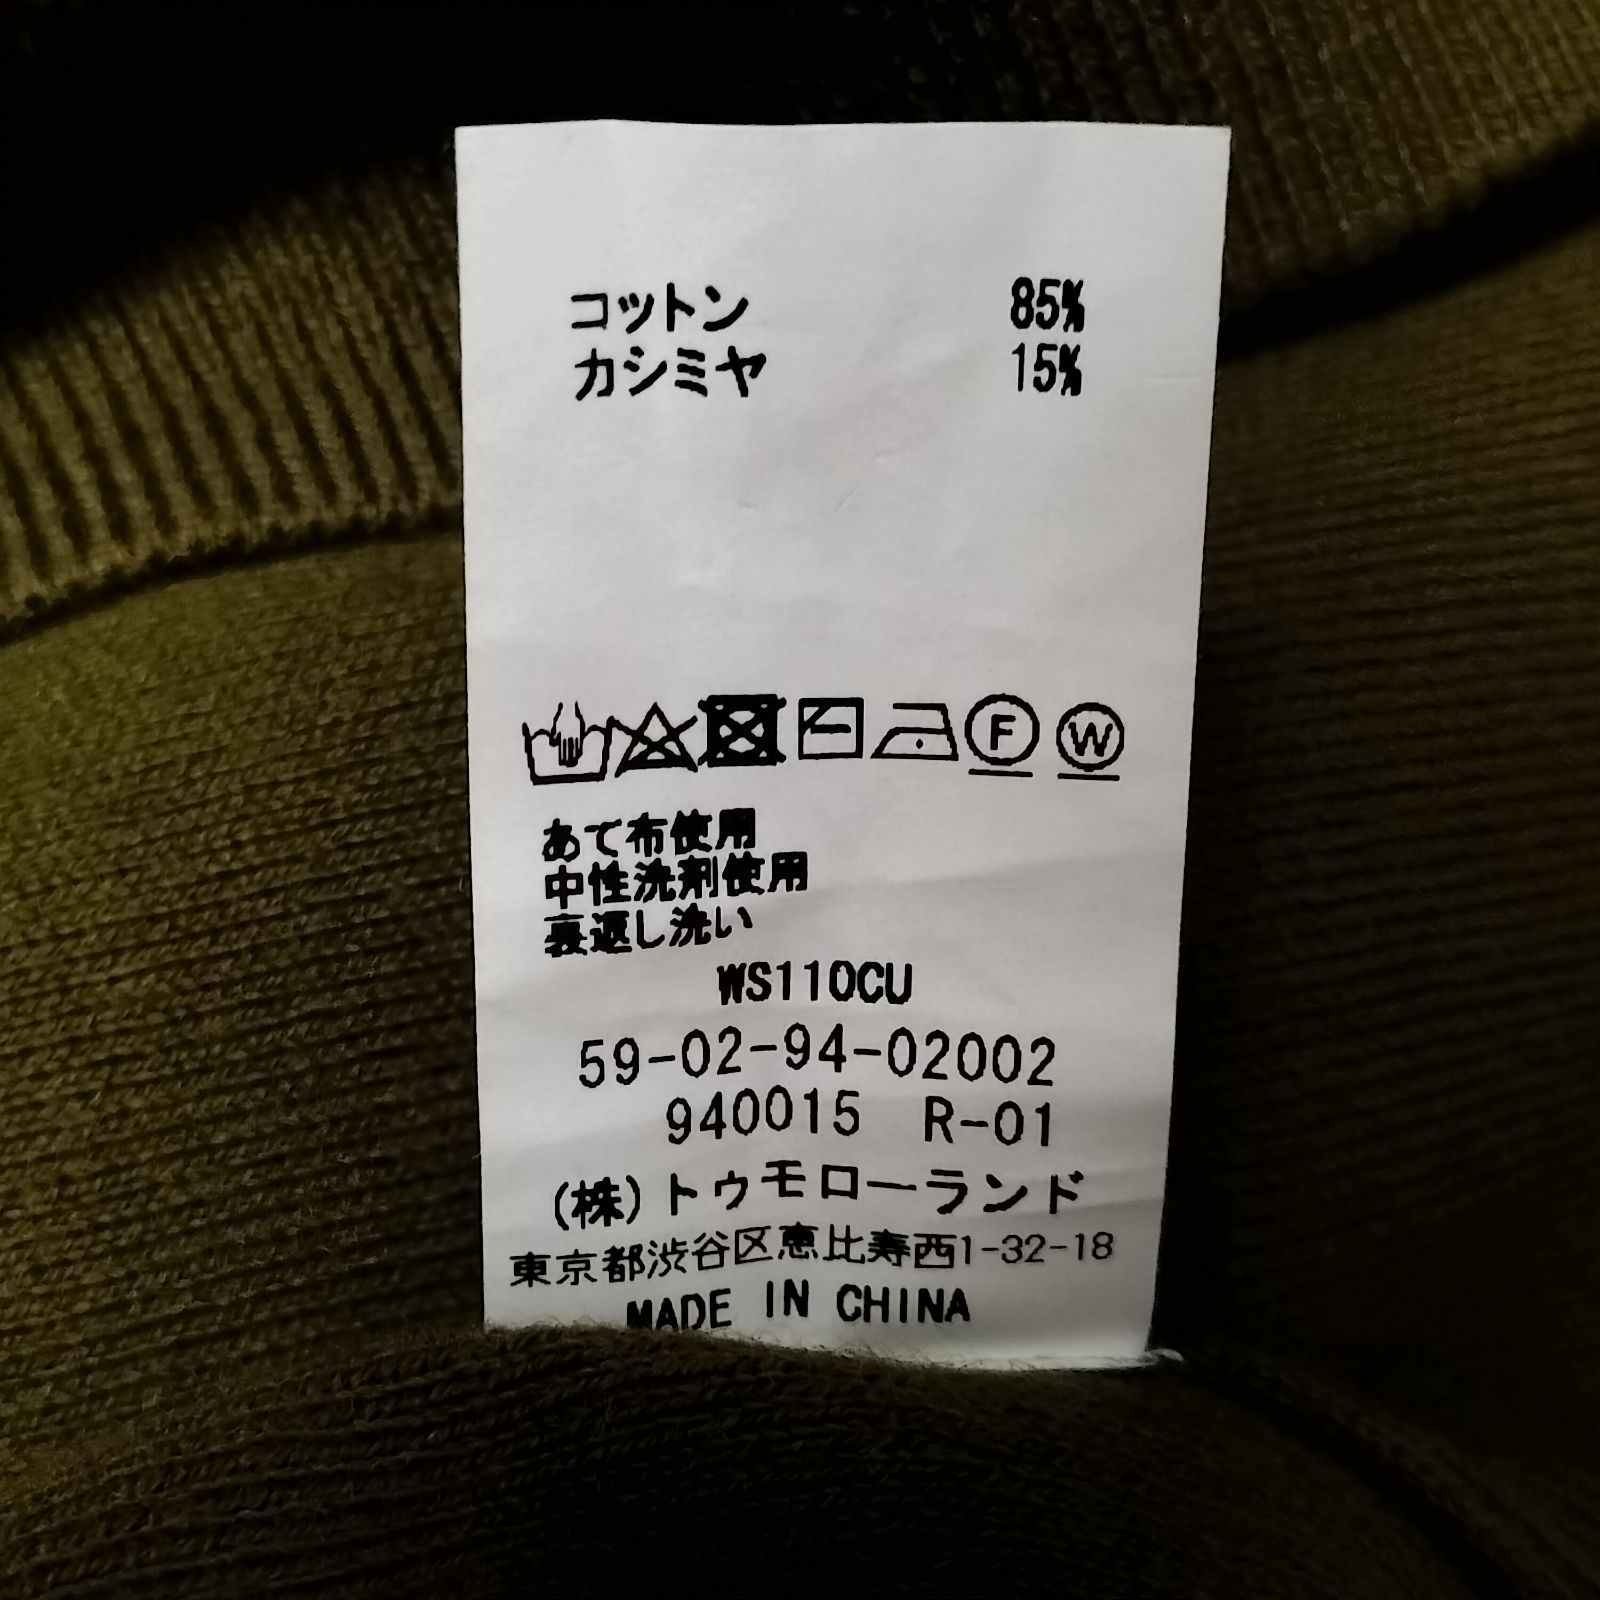 コットン 85%
カシミヤ 15%
F W
あて布使用
中性洗剤使用
裏返し洗い
WS110CU
59-02-94-02002
940015 R-01
(株)トゥモローランド
東京都渋谷区恵比寿西1-32-18
MADE IN CHINA